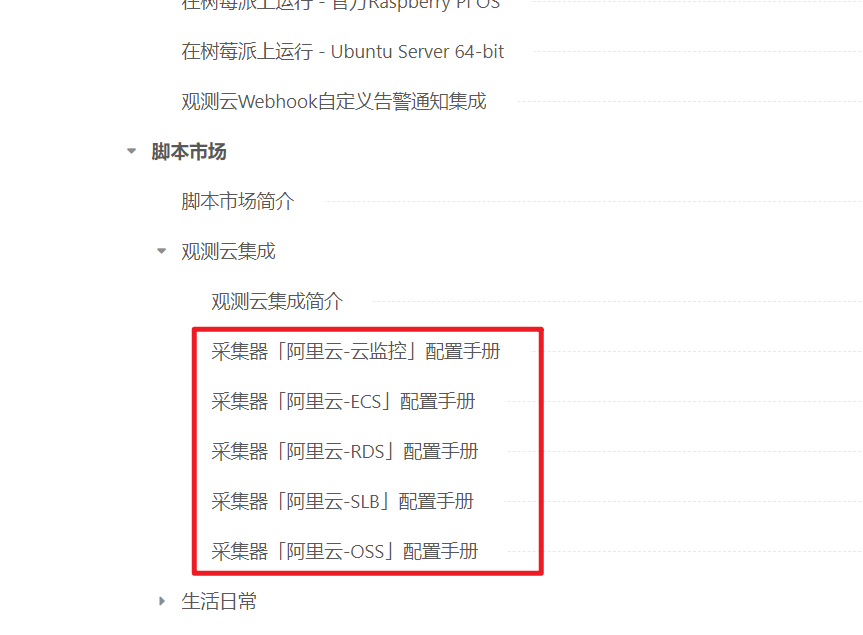 在树莓派上运行 - 官方Raspberry Pi OS
在树莓派上运行 - Ubuntu Server 64-bit
观测云Webhook自定义告警通知集成
脚本市场
脚本市场简介
观测云集成
观测云集成简介
采集器「阿里云-云监控」配置手册
采集器「阿里云-ECS」配置手册
采集器「阿里云-RDS」配置手册
采集器「阿里云-SLB」配置手册
采集器「阿里云-OSS」配置手册
生活日常